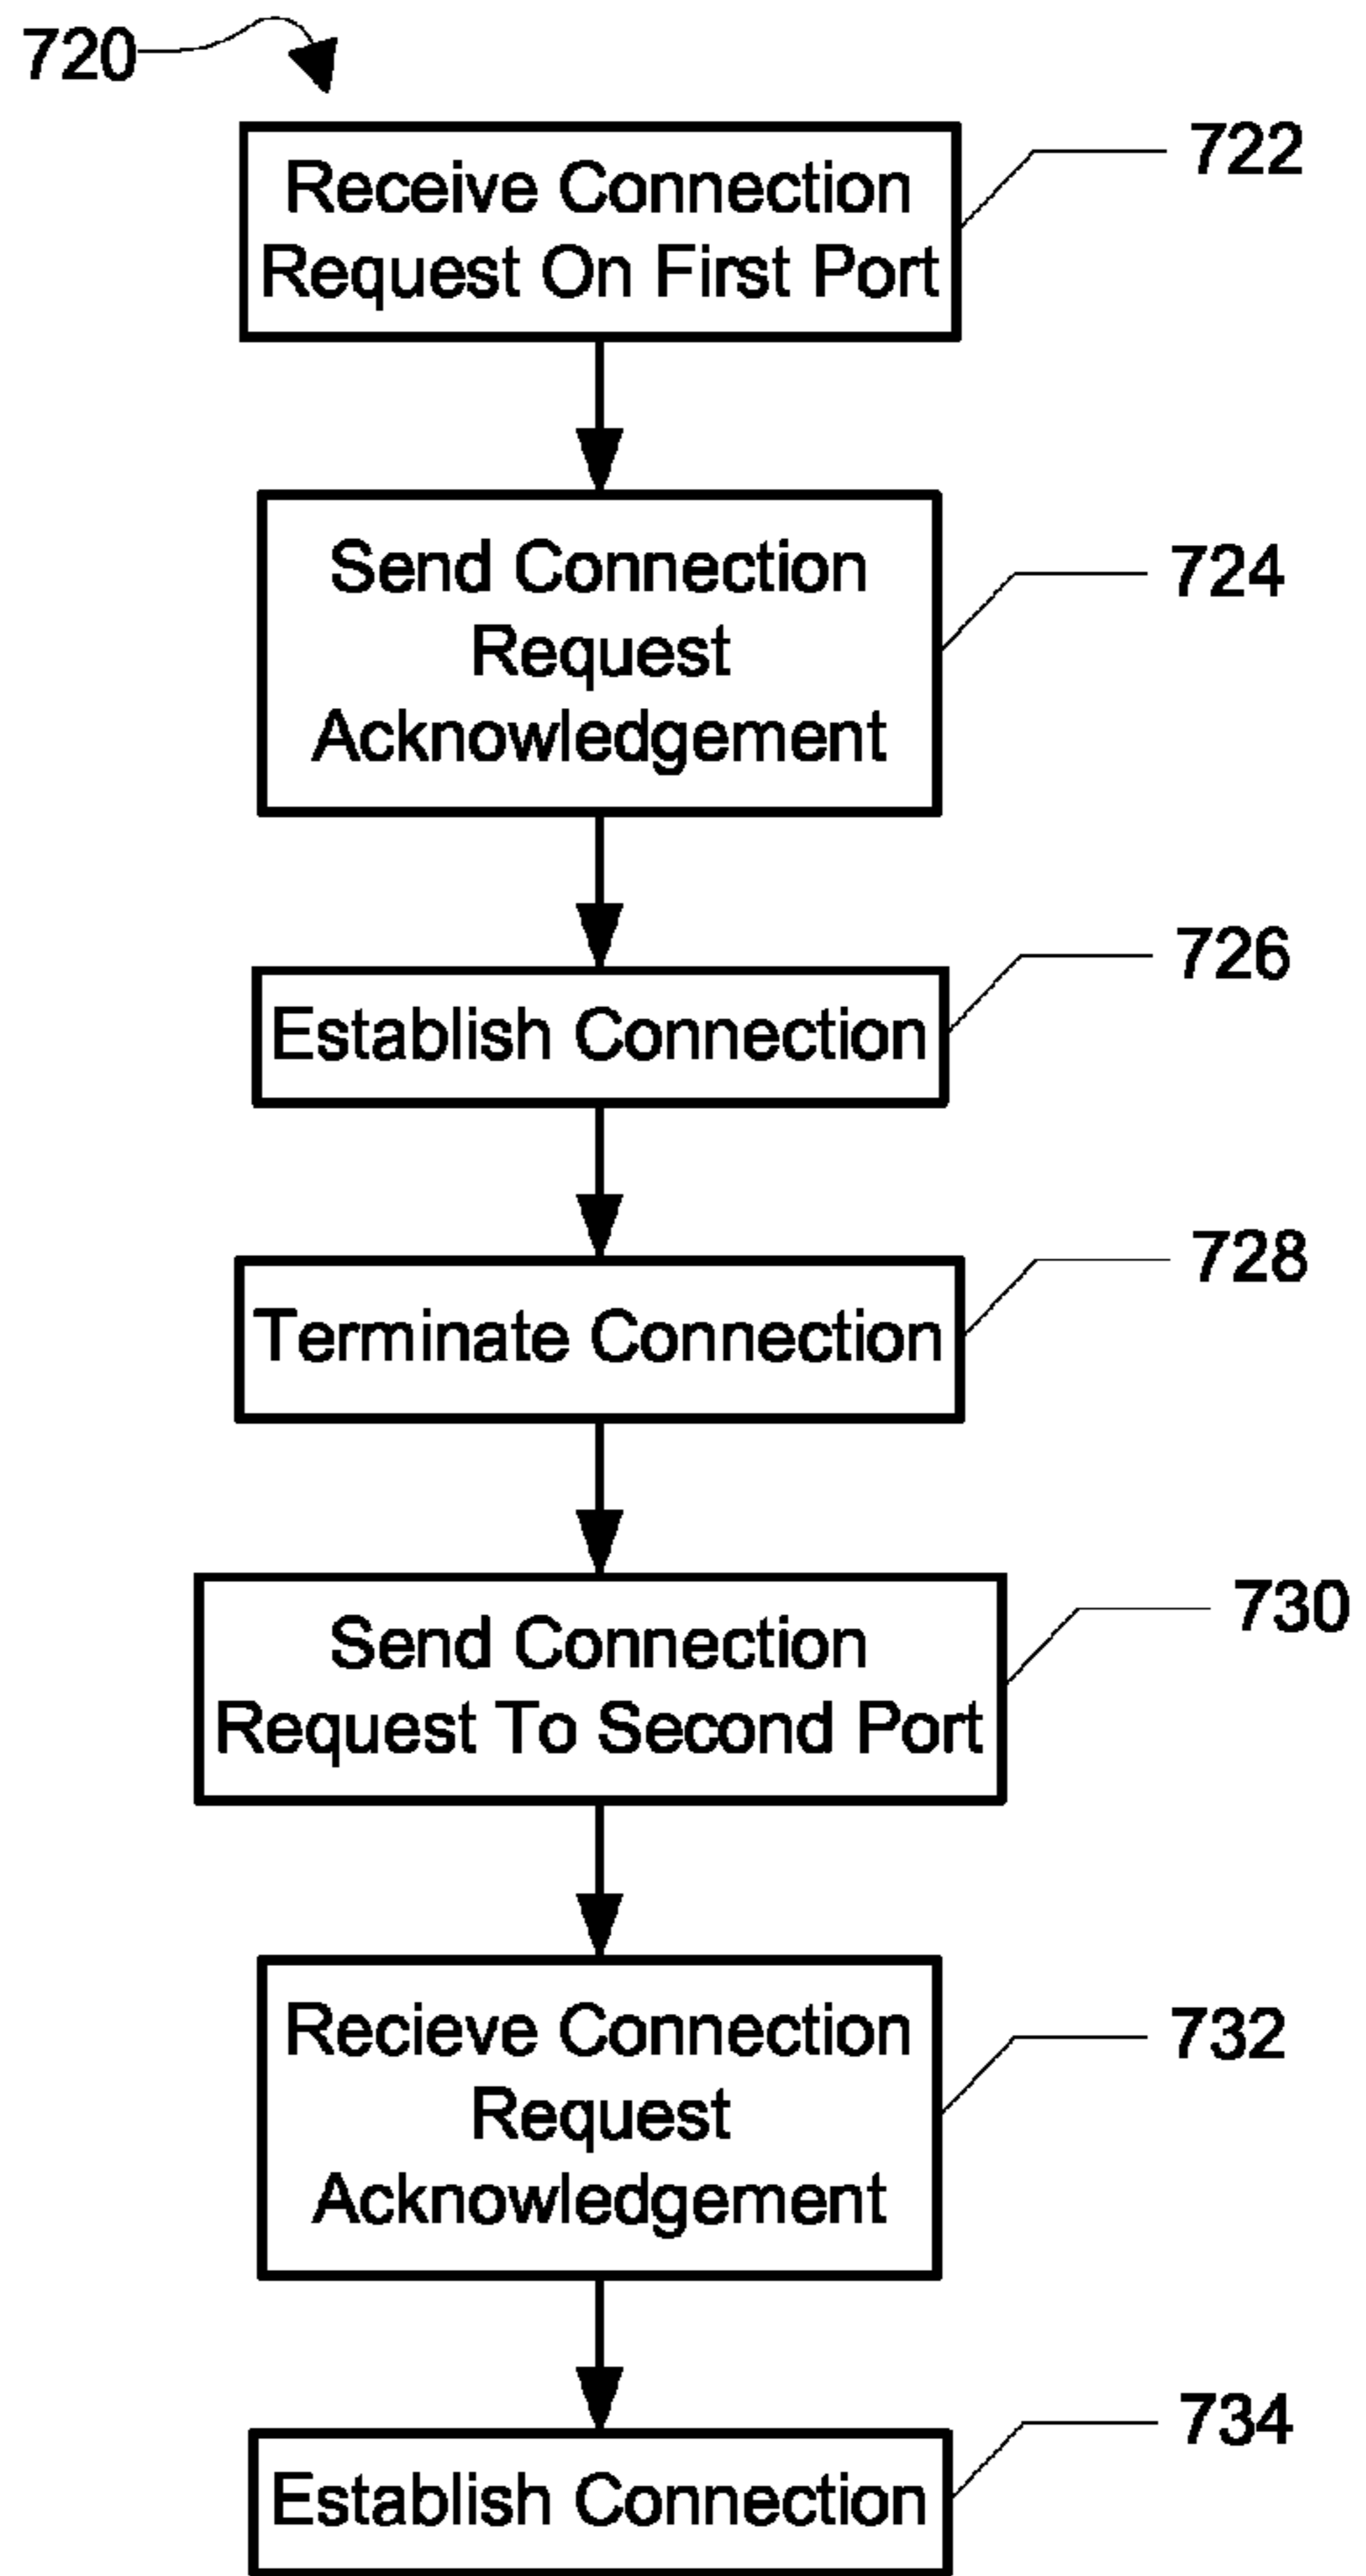 720
722
Receive Connection
Request On First Port
724
Send Connection
Request
Acknowledgement
726
Establish Connection
728
Terminate Connection
730
Send Connection
Request To Second Port
732
Recieve Connection
Request
Acknowledgement
734
Establish Connection